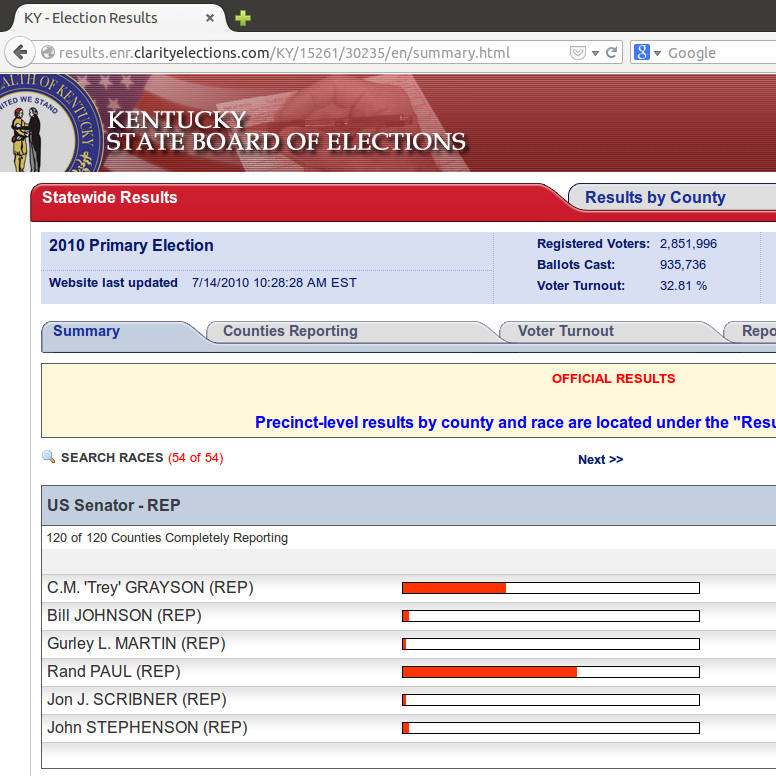 KY - Election Results
results.enr.clarityelections.com/KY/15261/30235/en/summary.html
Google
UNITED WE STAND
KENTUCKY
STATE BOARD OF ELECTIONS
Statewide Results
Results by County
2010 Primary Election
Website last updated 7/14/2010 10:28:28 AM EST
Registered Voters: 2,851,996
Ballots Cast: 935,736
Voter Turnout: 32.81 %
Summary
Counties Reporting
Voter Turnout
Repo
OFFICIAL RESULTS
Precinct-level results by county and race are located under the "Resu
SEARCH RACES (54 of 54)
Next >>
US Senator - REP
120 of 120 Counties Completely Reporting
C.M. 'Trey' GRAYSON (REP)
Bill JOHNSON (REP)
Gurley L. MARTIN (REP)
Rand PAUL (REP)
Jon J. SCRIBNER (REP)
John STEPHENSON (REP)